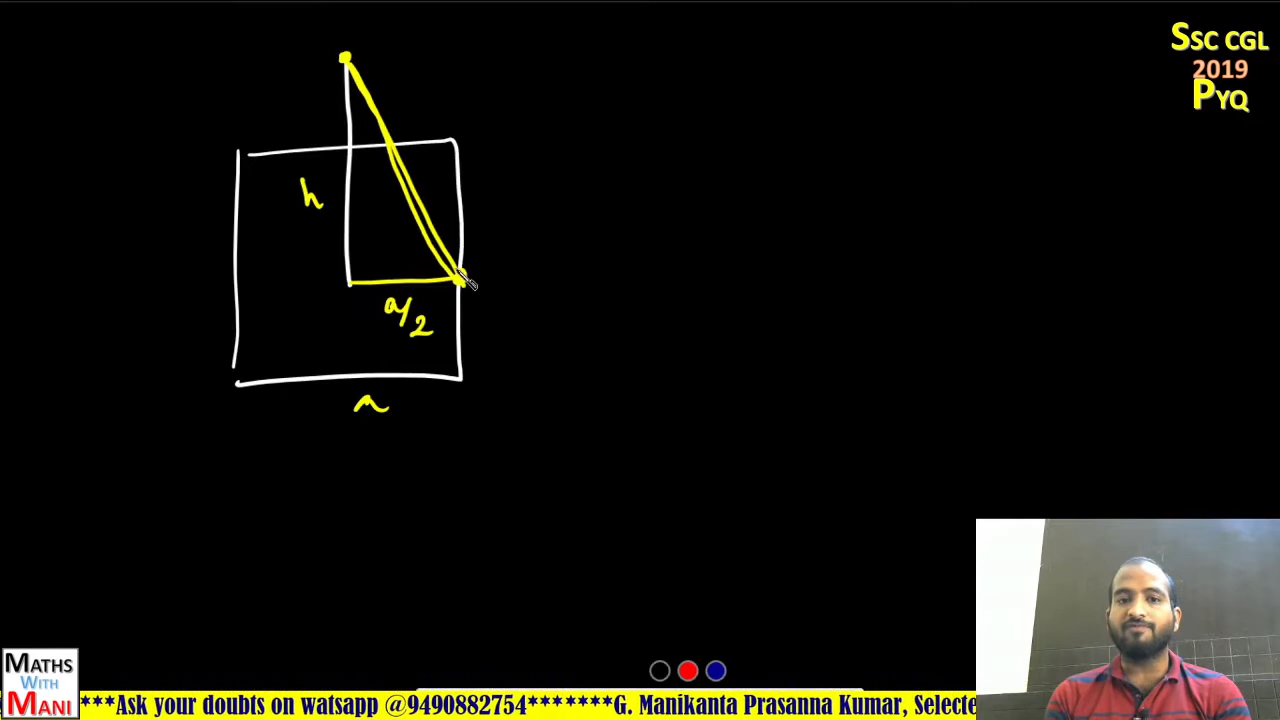 SSC CGL
2019
PYQ
h
a/2
a
MATHS
WITH
MANI
***Ask your doubts on watsapp @9490882754*******G. Manikanta Prasanna Kumar, Selecte